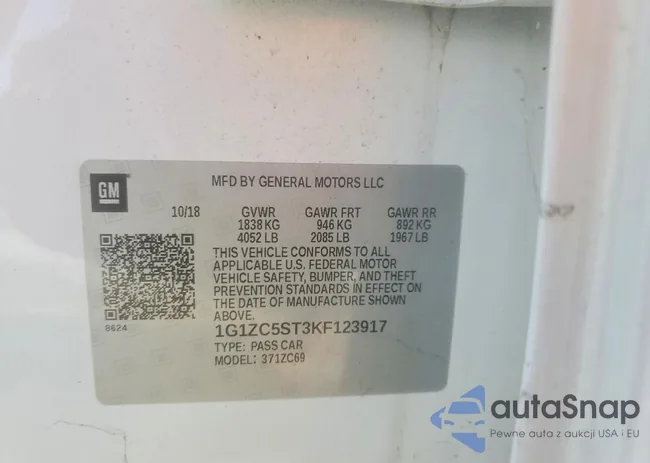 GM
MFD BY GENERAL MOTORS LLC
10/18 GVWR GAWR FRT GAWR RR
1838 KG 946 KG 892 KG
4052 LB 2085 LB 1967 LB
THIS VEHICLE CONFORMS TO ALL
APPLICABLE U.S. FEDERAL MOTOR
VEHICLE SAFETY, BUMPER, AND THEFT
PREVENTION STANDARDS IN EFFECT ON
THE DATE OF MANUFACTURE SHOWN
ABOVE.
8624
1G1ZC5ST3KF123917
TYPE: PASS CAR
MODEL: 371ZC69
autaSnap
Pewne auta z aukcji USA i EU